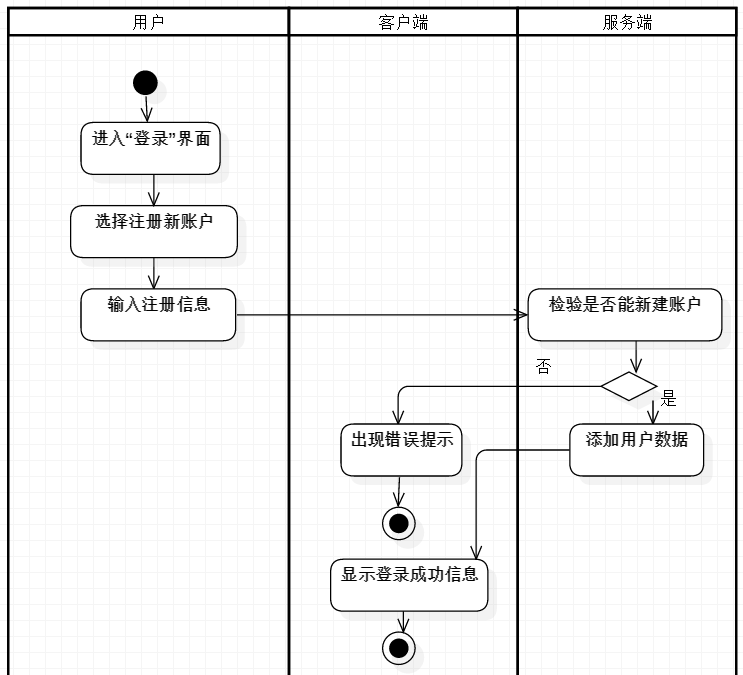 用户
客户端
服务端
进入“登录”界面
选择注册新账户
输入注册信息
检验是否能新建账户
否
是
出现错误提示
添加用户数据
显示登录成功信息